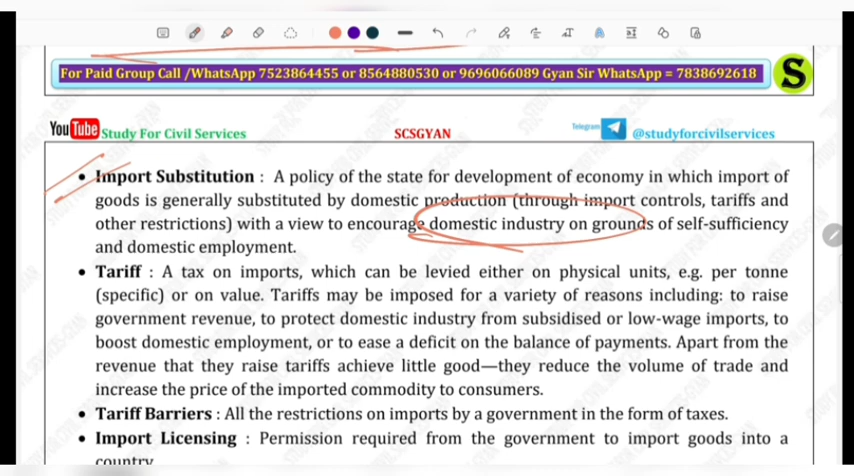 For Paid Group Call /WhatsApp 7523864455 or 8564880530 or 9696066089 Gyan Sir WhatsApp = 7838692618
S
YouTube Study For Civil Services SCSGYAN Telegram @studyforcivilservices
• Import Substitution : A policy of the state for development of economy in which import of
goods is generally substituted by domestic production (through import controls, tariffs and
other restrictions) with a view to encourage domestic industry on grounds of self-sufficiency
and domestic employment.
• Tariff : A tax on imports, which can be levied either on physical units, e.g. per tonne
(specific) or on value. Tariffs may be imposed for a variety of reasons including: to raise
government revenue, to protect domestic industry from subsidised or low-wage imports, to
boost domestic employment, or to ease a deficit on the balance of payments. Apart from the
revenue that they raise tariffs achieve little good—they reduce the volume of trade and
increase the price of the imported commodity to consumers.
• Tariff Barriers : All the restrictions on imports by a government in the form of taxes.
• Import Licensing : Permission required from the government to import goods into a
country